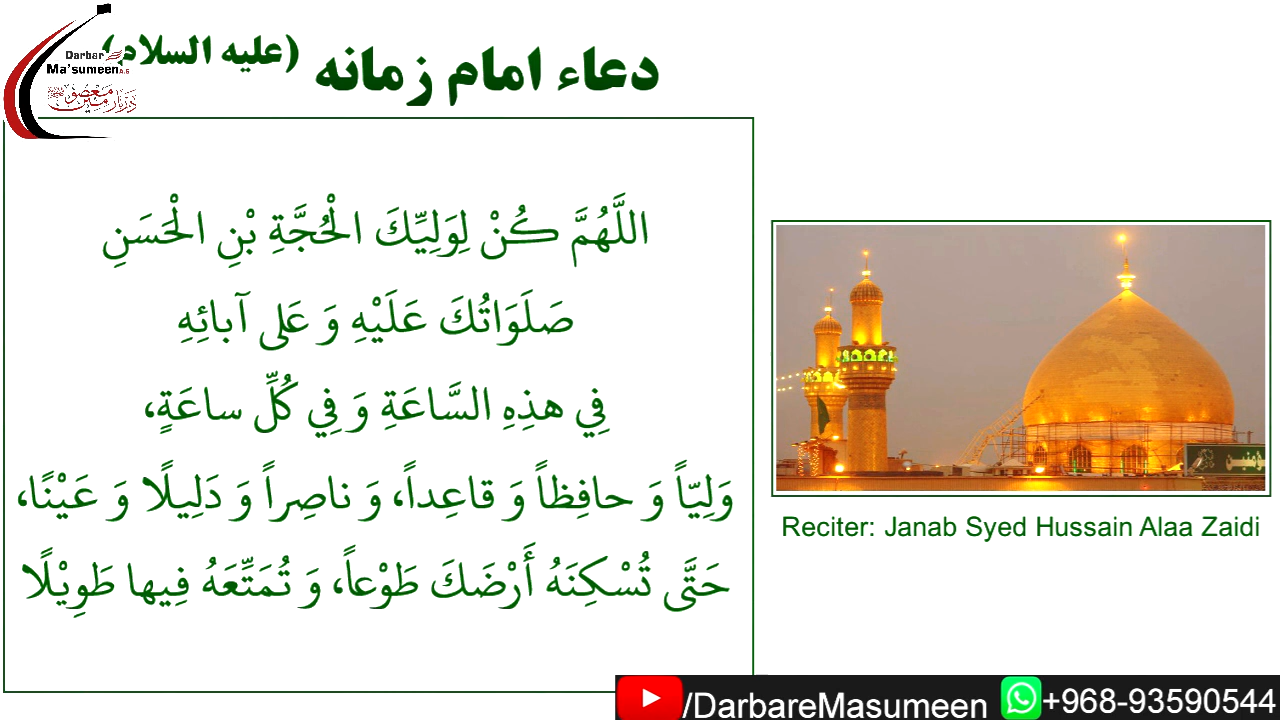 Darbar
Ma'sumeen A.S
دعاء امام زمانه (علیه السلام)
اللَّهُمَّ كُنْ لِوَلِيِّكَ الْحُجَّةِ بْنِ الْحَسَنِ
صَلَوَاتُكَ عَلَيْهِ وَ عَلى آبائِهِ
فِي هذِهِ السَّاعَةِ وَ فِي كُلِّ ساعَةٍ،
وَلِيّاً وَ حافِظاً وَ قاعِداً، وَ ناصِراً وَ دَلِيلًا وَ عَيْنًا،
حَتَّى تُسْكِنَهُ أَرْضَكَ طَوْعاً، وَ تُمَتِّعَهُ فِيها طَوِيْلًا
Reciter: Janab Syed Hussain Alaa Zaidi
/DarbareMasumeen
+968-93590544